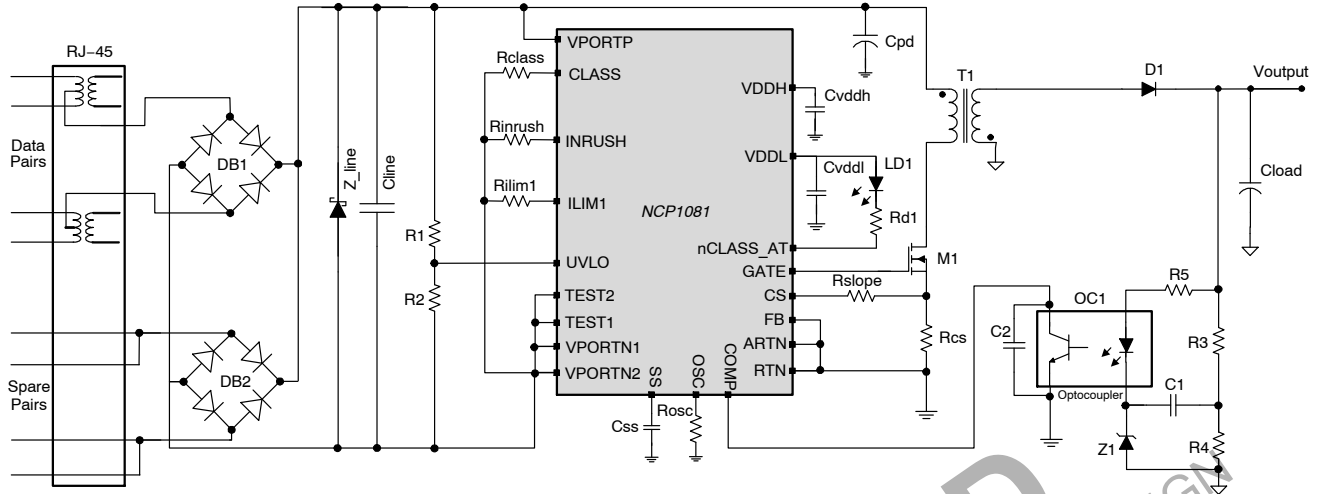 RJ–45
Data
Pairs
Spare
Pairs
DB1
DB2
Z_line
Cline
R1
R2
Rclass
Rinrush
Rilim1
VPORTP
CLASS
INRUSH
ILIM1
UVLO
TEST2
TEST1
VPORTN1
VPORTN2
NCP1081
VDDH
VDDL
nCLASS_AT
GATE
CS
FB
ARTN
RTN
SS
OSC
COMP
Css
Rosc
Cpd
Cvddh
Cvddl
LD1
Rd1
M1
Rslope
Rcs
T1
D1
Voutput
Cload
OC1
C2
Optocoupler
R5
R3
C1
Z1
R4
D
SIGN